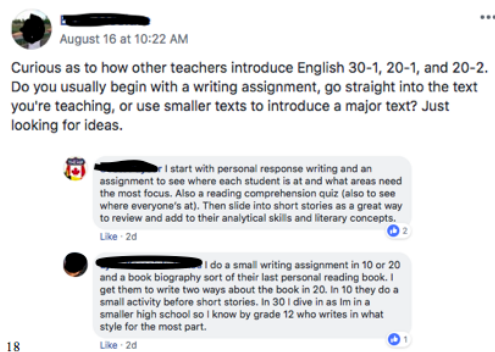 August 16 at 10:22 AM
Curious as to how other teachers introduce English 30-1, 20-1, and 20-2.
Do you usually begin with a writing assignment, go straight into the text
you're teaching, or use smaller texts to introduce a major text? Just
looking for ideas.
I start with personal response writing and an
assignment to see where each student is at and what areas need
the most focus. Also a reading comprehension quiz (also to see
where everyone's at). Then slide into short stories as a great way
to review and add to their analytical skills and literary concepts.
Like · 2d
2
I do a small writing assignment in 10 or 20
and a book biography sort of their last personal reading book. I
get them to write two ways about the book in 20. In 10 they do a
small activity before short stories. In 30 I dive in as Im in a
smaller high school so I know by grade 12 who writes in what
style for the most part.
Like · 2d
1
18